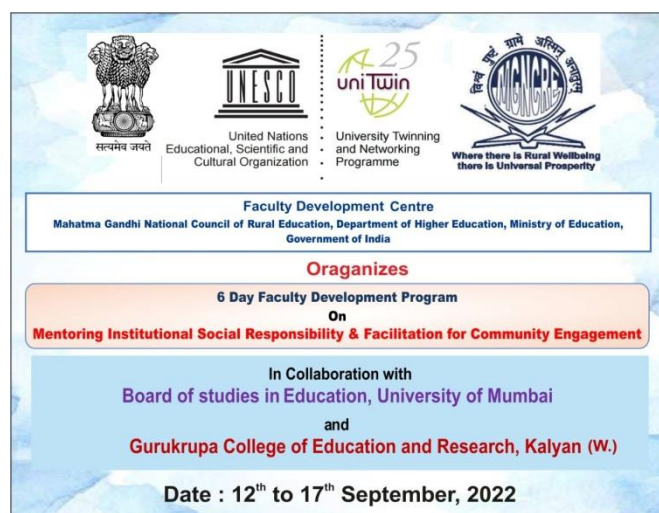 सत्यमेव जयते
UNESCO
United Nations
Educational, Scientific and
Cultural Organization
25
uniTwin
University Twinning
and Networking
Programme
विश्वं पुष्टं ग्रामे अस्मिन् अनातुरम्
MGNCRE
Where there is Rural Wellbeing
there is Universal Prosperity
Faculty Development Centre
Mahatma Gandhi National Council of Rural Education, Department of Higher Education, Ministry of Education,
Government of India
Oraganizes
6 Day Faculty Development Program
On
Mentoring Institutional Social Responsibility & Facilitation for Community Engagement
In Collaboration with
Board of studies in Education, University of Mumbai
and
Gurukrupa College of Education and Research, Kalyan (W.)
Date : 12th to 17th September, 2022